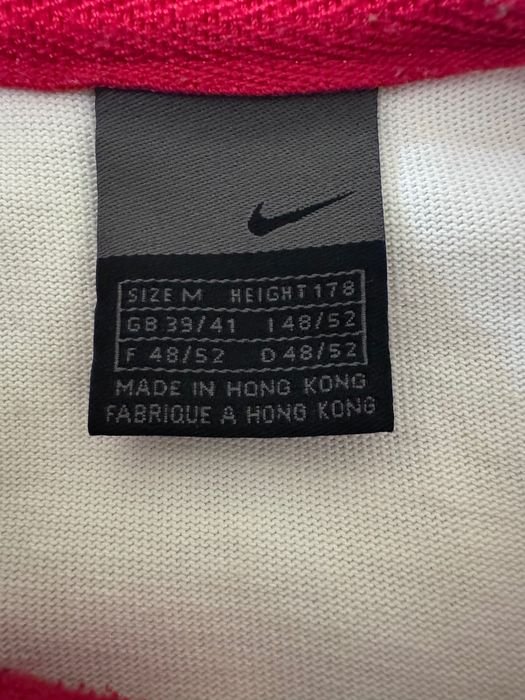 SIZE M HEIGHT 178
GB 39/41 I 48/52
F 48/52 D 48/52
MADE IN HONG KONG
FABRIQUE A HONG KONG